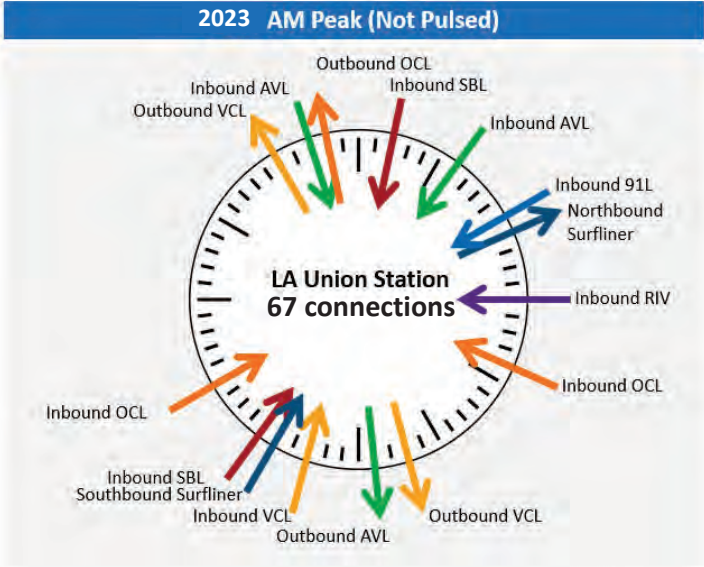 2023 AM Peak (Not Pulsed)
Outbound OCL
Inbound AVL
Inbound SBL
Outbound VCL
Inbound AVL
Inbound 91L
Northbound
Surfliner
LA Union Station
67 connections
Inbound RIV
Inbound OCL
Inbound OCL
Inbound SBL
Southbound Surfliner
Inbound VCL
Outbound VCL
Outbound AVL